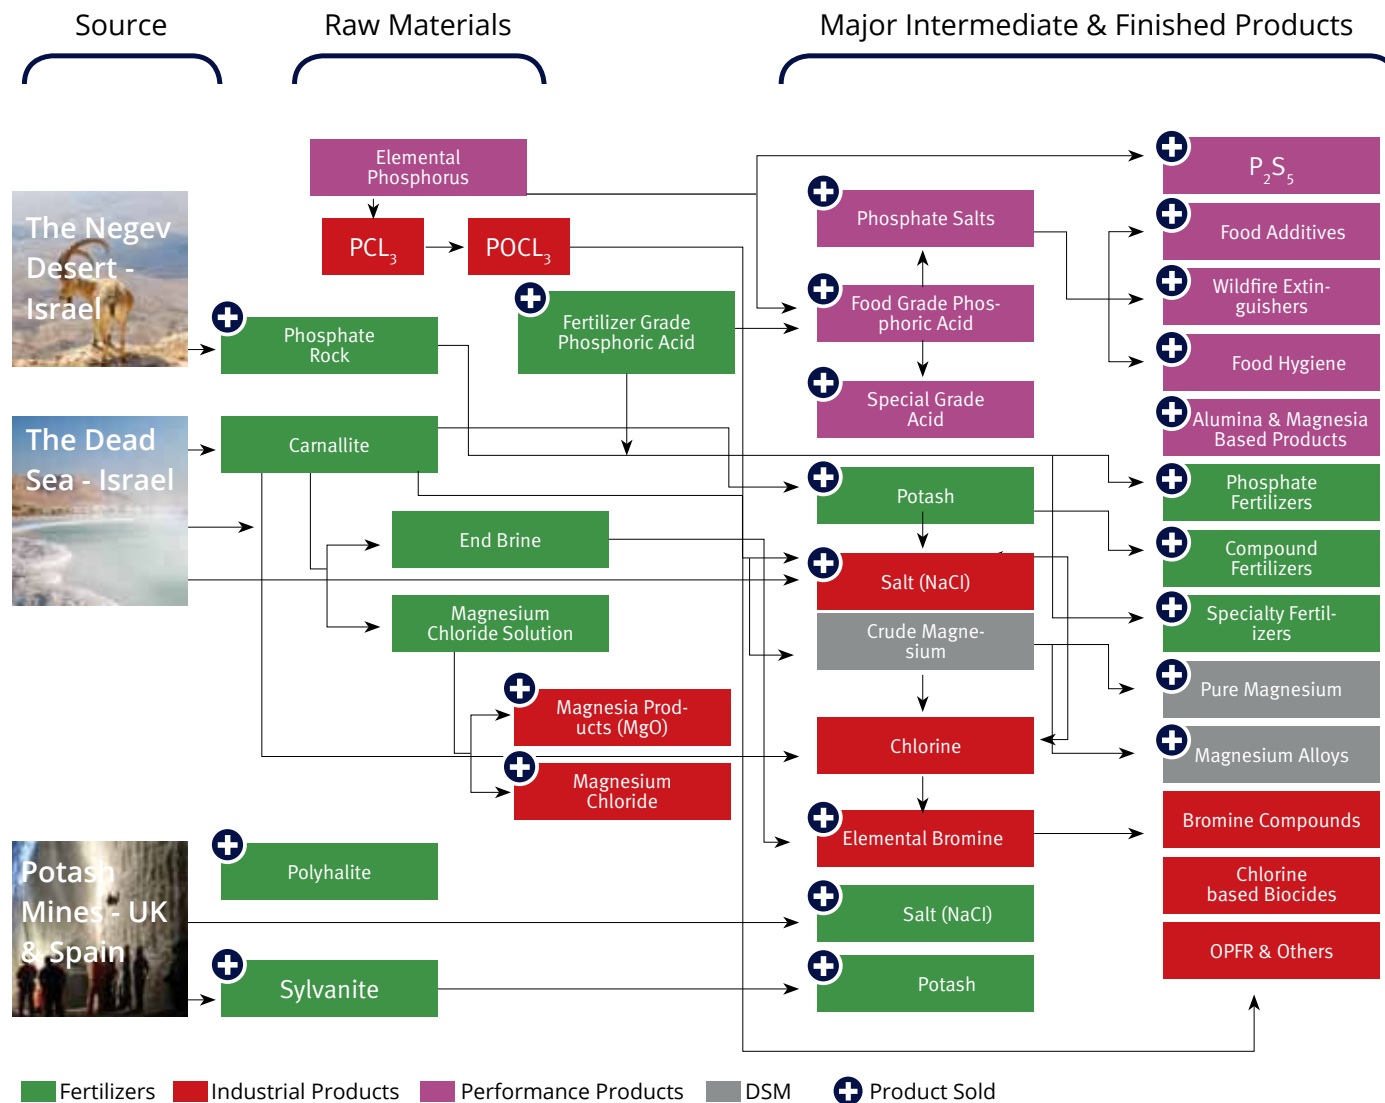 Source
Raw Materials
Major Intermediate & Finished Products
The Negev
Desert -
Israel
The Dead
Sea - Israel
Potash
Mines - UK
& Spain
Elemental
Phosphorus
PCL3
POCL3
Phosphate
Rock
Fertilizer Grade
Phosphoric Acid
Carnallite
End Brine
Magnesium
Chloride Solution
Magnesia Prod-
ucts (MgO)
Magnesium
Chloride
Polyhalite
Sylvanite
Phosphate Salts
Food Grade Phos-
phoric Acid
Special Grade
Acid
Potash
Salt (NaCl)
Crude Magne-
sium
Chlorine
Elemental Bromine
Salt (NaCl)
Potash
P2S5
Food Additives
Wildfire Extin-
guishers
Food Hygiene
Alumina & Magnesia
Based Products
Phosphate
Fertilizers
Compound
Fertilizers
Specialty Fertil-
izers
Pure Magnesium
Magnesium Alloys
Bromine Compounds
Chlorine
based Biocides
OPFR & Others
Fertilizers
Industrial Products
Performance Products
DSM
Product Sold